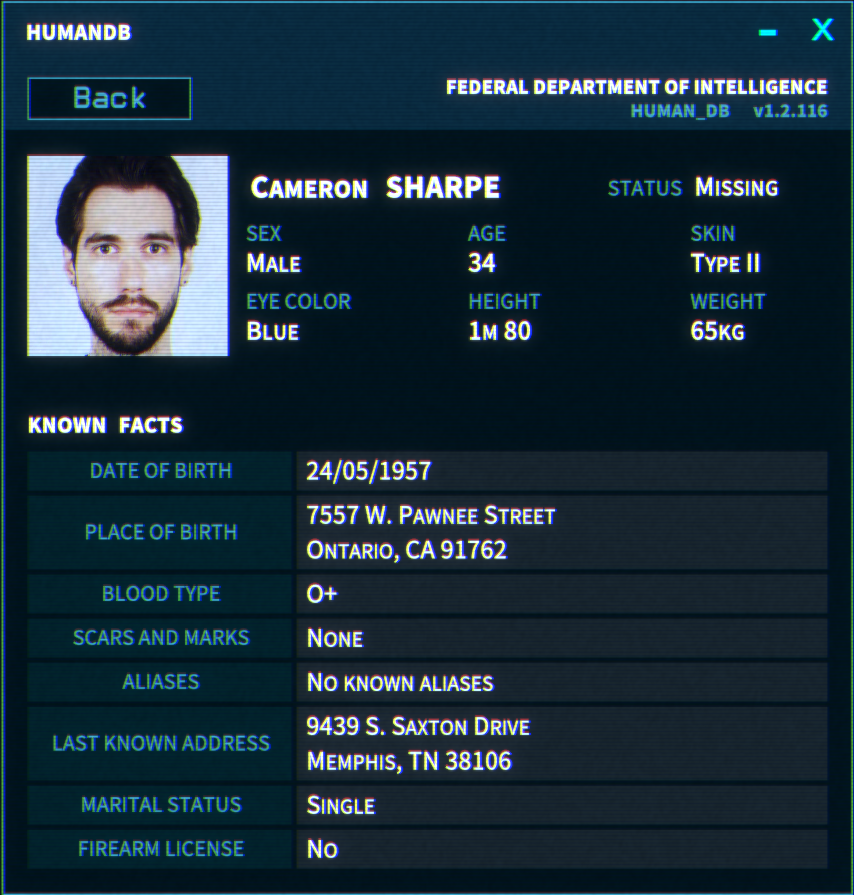 HUMANDB
– X
Back
FEDERAL DEPARTMENT OF INTELLIGENCE
HUMAN_DB v1.2.116
CAMERON SHARPE
STATUS MISSING
SEX AGE SKIN
MALE 34 TYPE II
EYE COLOR HEIGHT WEIGHT
BLUE 1M 80 65KG
KNOWN FACTS
DATE OF BIRTH 24/05/1957
PLACE OF BIRTH 7557 W. PAWNEE STREET
ONTARIO, CA 91762
BLOOD TYPE O+
SCARS AND MARKS NONE
ALIASES NO KNOWN ALIASES
LAST KNOWN ADDRESS 9439 S. SAXTON DRIVE
MEMPHIS, TN 38106
MARITAL STATUS SINGLE
FIREARM LICENSE NO